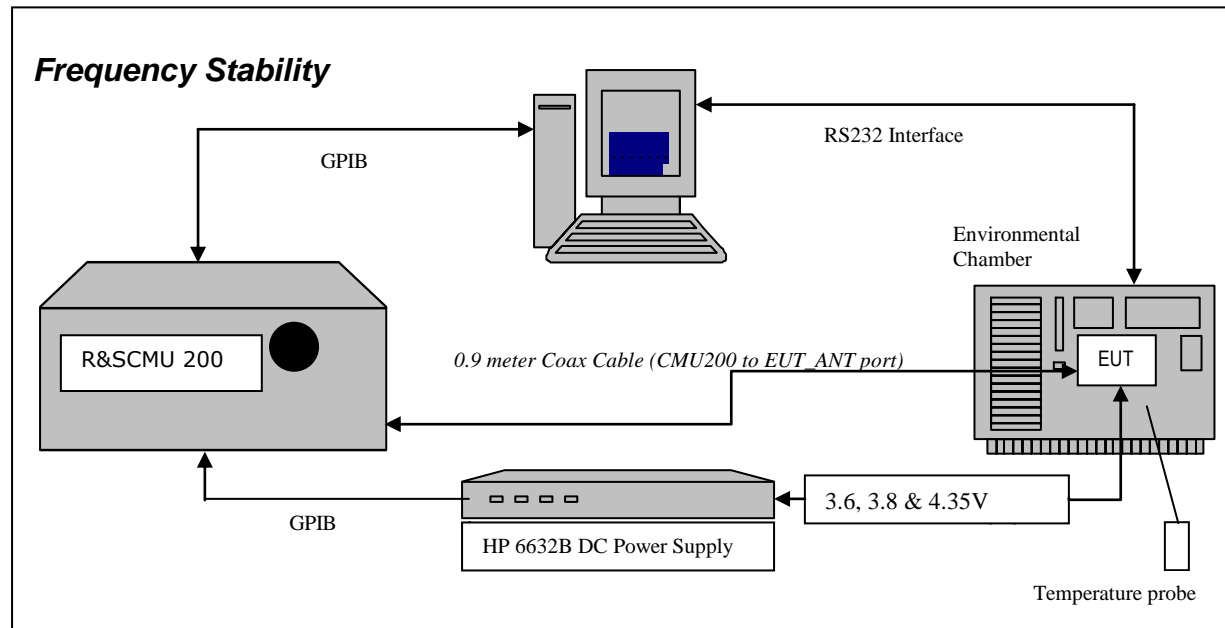 Frequency Stability
GPIB
RS232 Interface
Environmental
Chamber
R&SCMU 200
0.9 meter Coax Cable (CMU200 to EUT_ANT port)
EUT
GPIB
3.6, 3.8 & 4.35V
HP 6632B DC Power Supply
Temperature probe